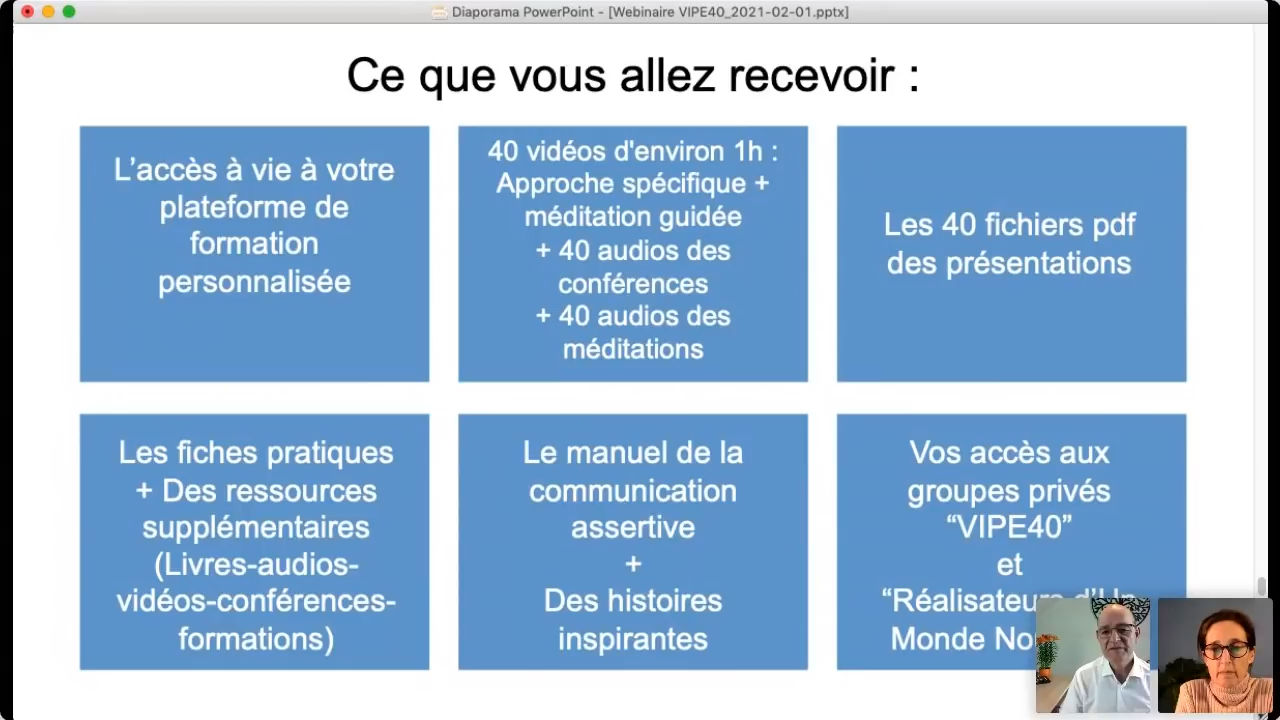 Diaporama PowerPoint - [Webinaire VIPE40_2021-02-01.pptx]
Ce que vous allez recevoir :
L’accès à vie à votre
plateforme de
formation
personnalisée
40 vidéos d'environ 1h :
Approche spécifique +
méditation guidée
+ 40 audios des
conférences
+ 40 audios des
méditations
Les 40 fichiers pdf
des présentations
Les fiches pratiques
+ Des ressources
supplémentaires
(Livres-audios-
vidéos-conférences-
formations)
Le manuel de la
communication
assertive
+
Des histoires
inspirantes
Vos accès aux
groupes privés
“VIPE40”
et
“Réalisateurs d'Un
Monde